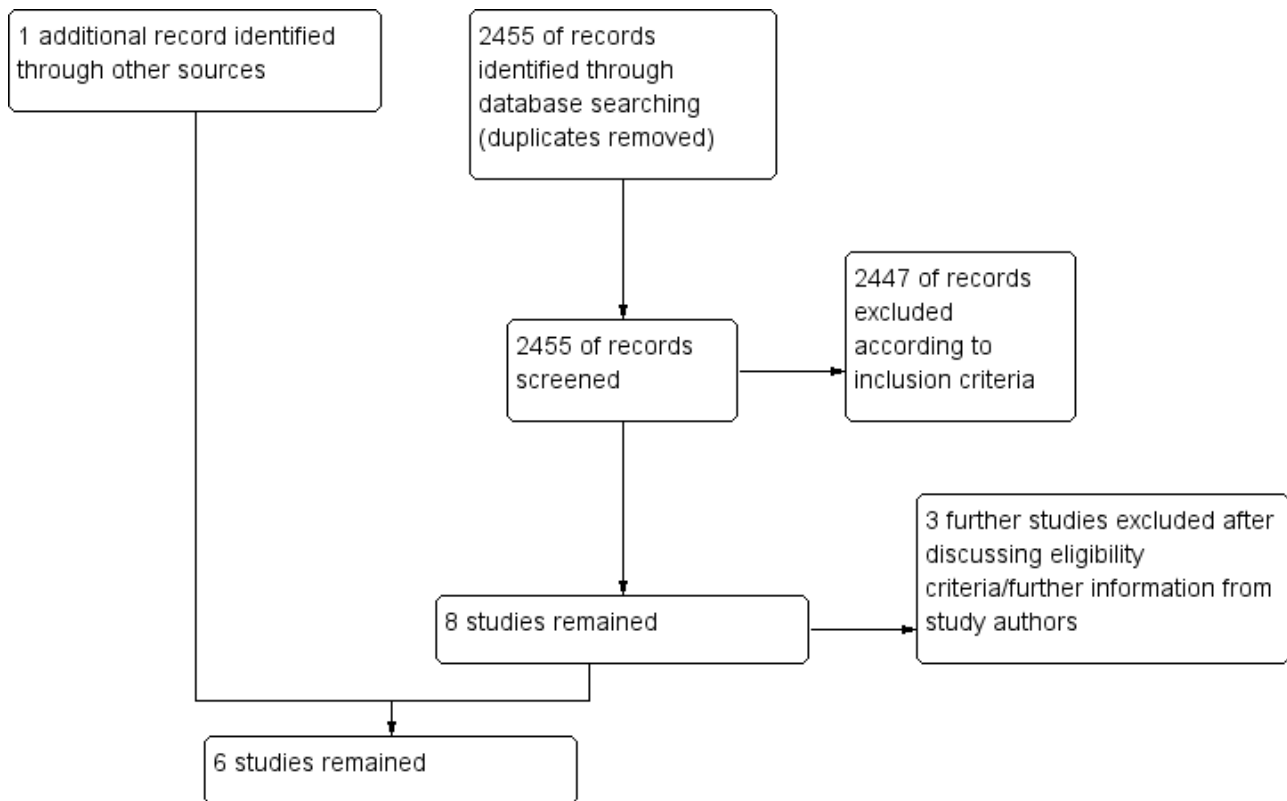 1 additional record identified
through other sources
2455 of records
identified through
database searching
(duplicates removed)
2447 of records
excluded
according to
inclusion criteria
2455 of records
screened
3 further studies excluded after
discussing eligibility
criteria/further information from
study authors
8 studies remained
6 studies remained